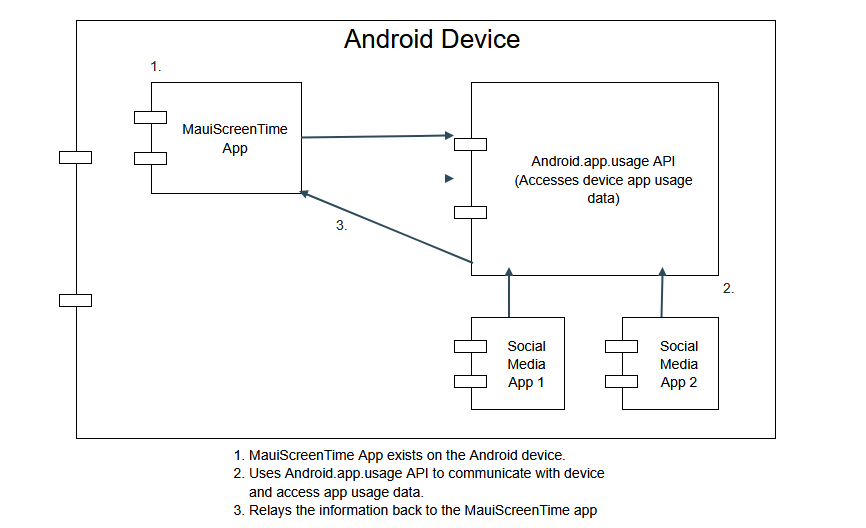 Android Device
1.
MauiScreenTime
App
Android.app.usage API
(Accesses device app usage
data)
3.
2.
Social
Media
App 1
Social
Media
App 2
1. MauiScreenTime App exists on the Android device.
2. Uses Android.app.usage API to communicate with device
and access app usage data.
3. Relays the information back to the MauiScreenTime app